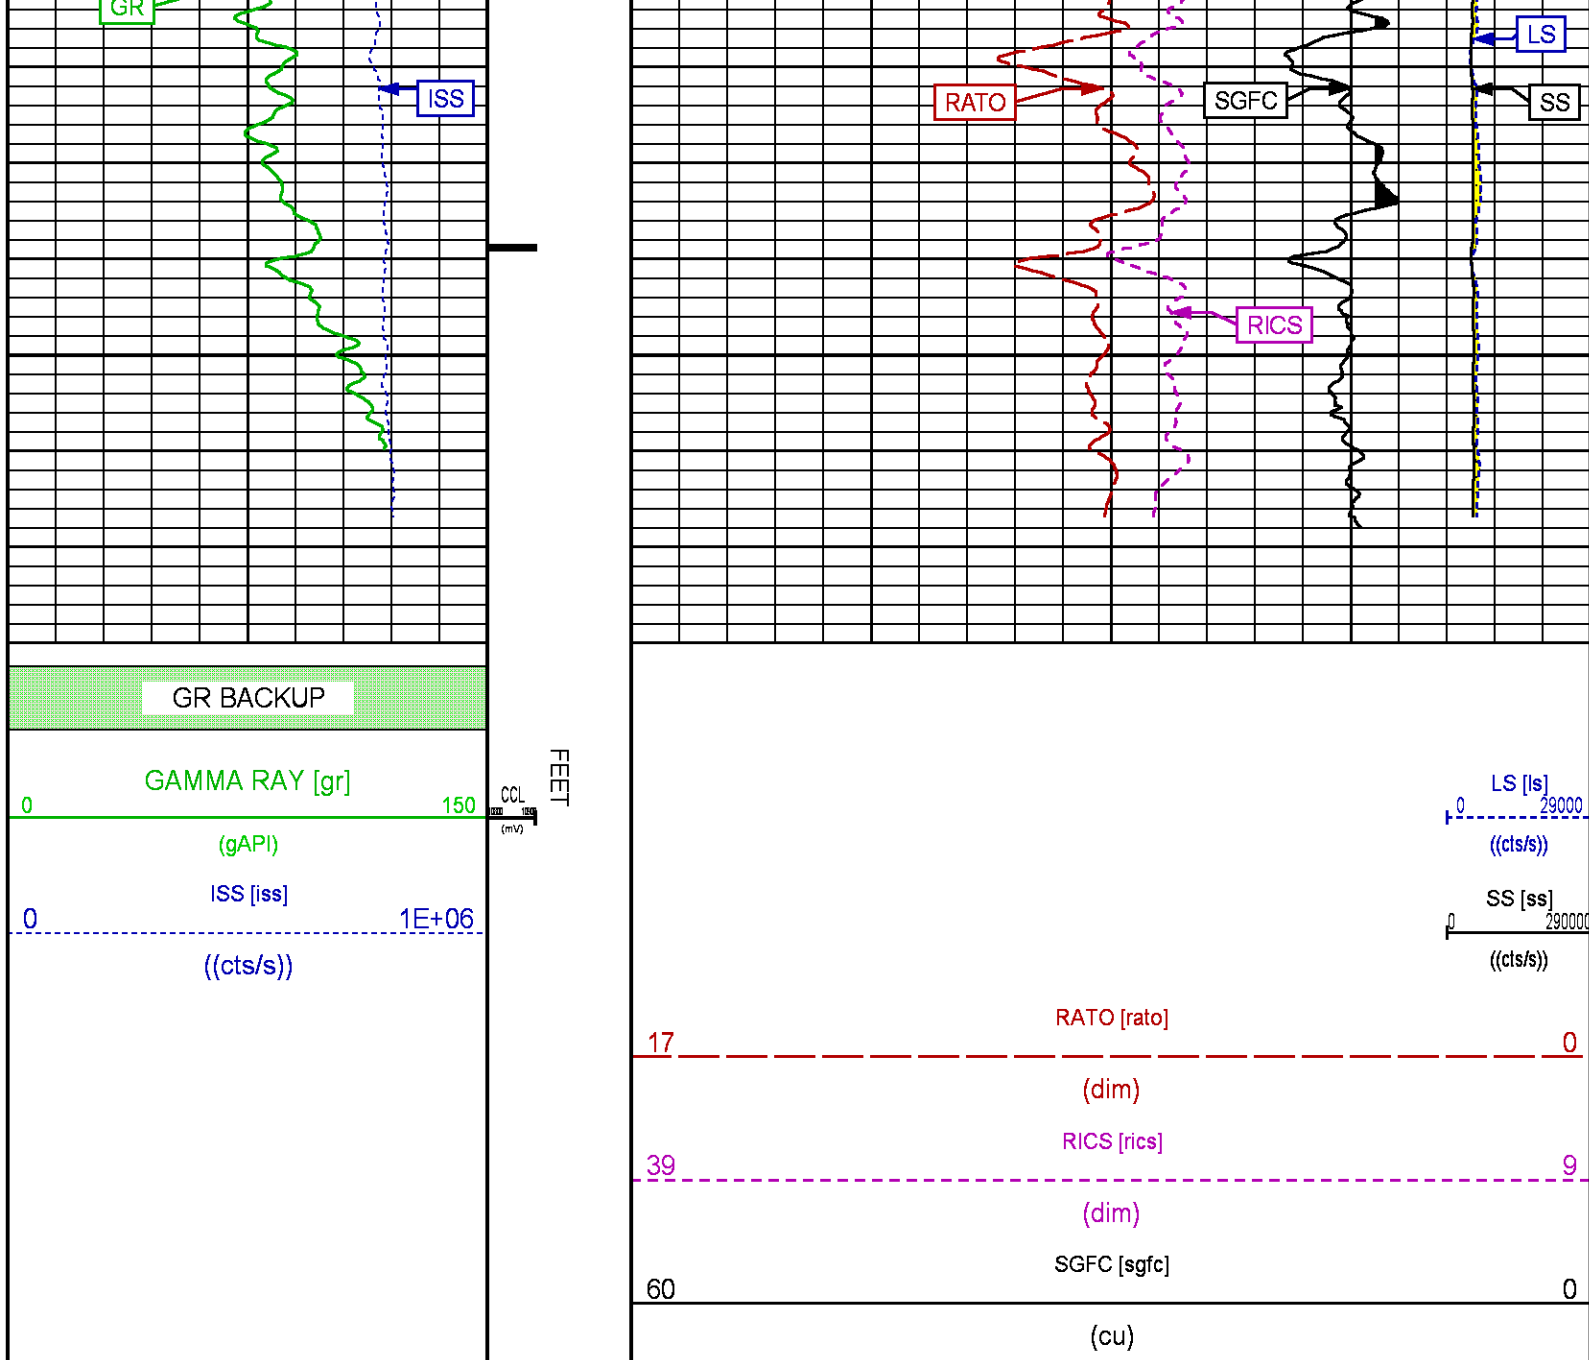 GR
LS
ISS
RATO
SGFC
SS
RICS
GR BACKUP
FEET
GAMMA RAY [gr]
0 150
(gAPI)
CCL
(mV)
LS [ls]
0 29000
((cts/s))
ISS [iss]
0 1E+06
((cts/s))
SS [ss]
0 290000
((cts/s))
RATO [rato]
17 0
(dim)
RICS [rics]
39 9
(dim)
SGFC [sgfc]
60 0
(cu)